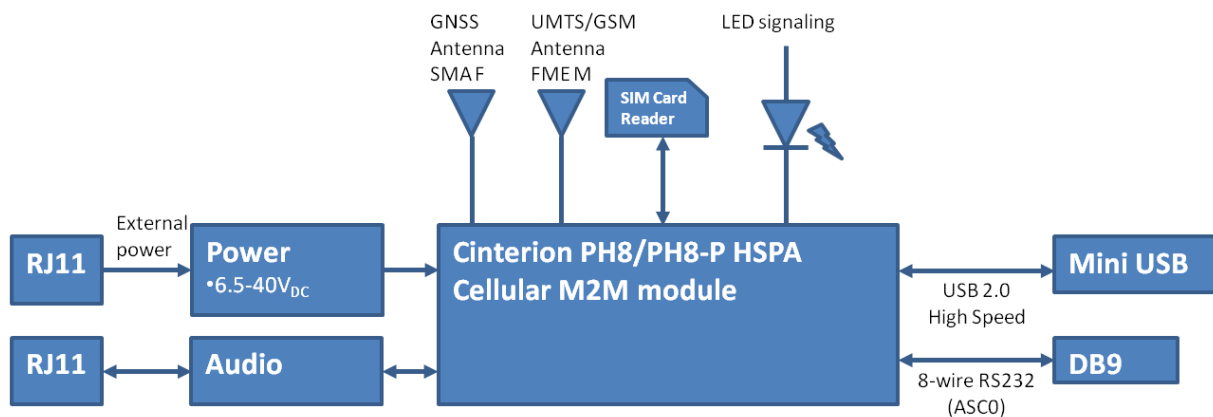 GNSS
Antenna
SMA F
UMTS/GSM
Antenna
FME M
LED signaling
SIM Card
Reader
External
power
RJ11
Power
•6.5-40VDC
Cinterion PH8/PH8-P HSPA
Cellular M2M module
Mini USB
USB 2.0
High Speed
RJ11
Audio
DB9
8-wire RS232
(ASC0)